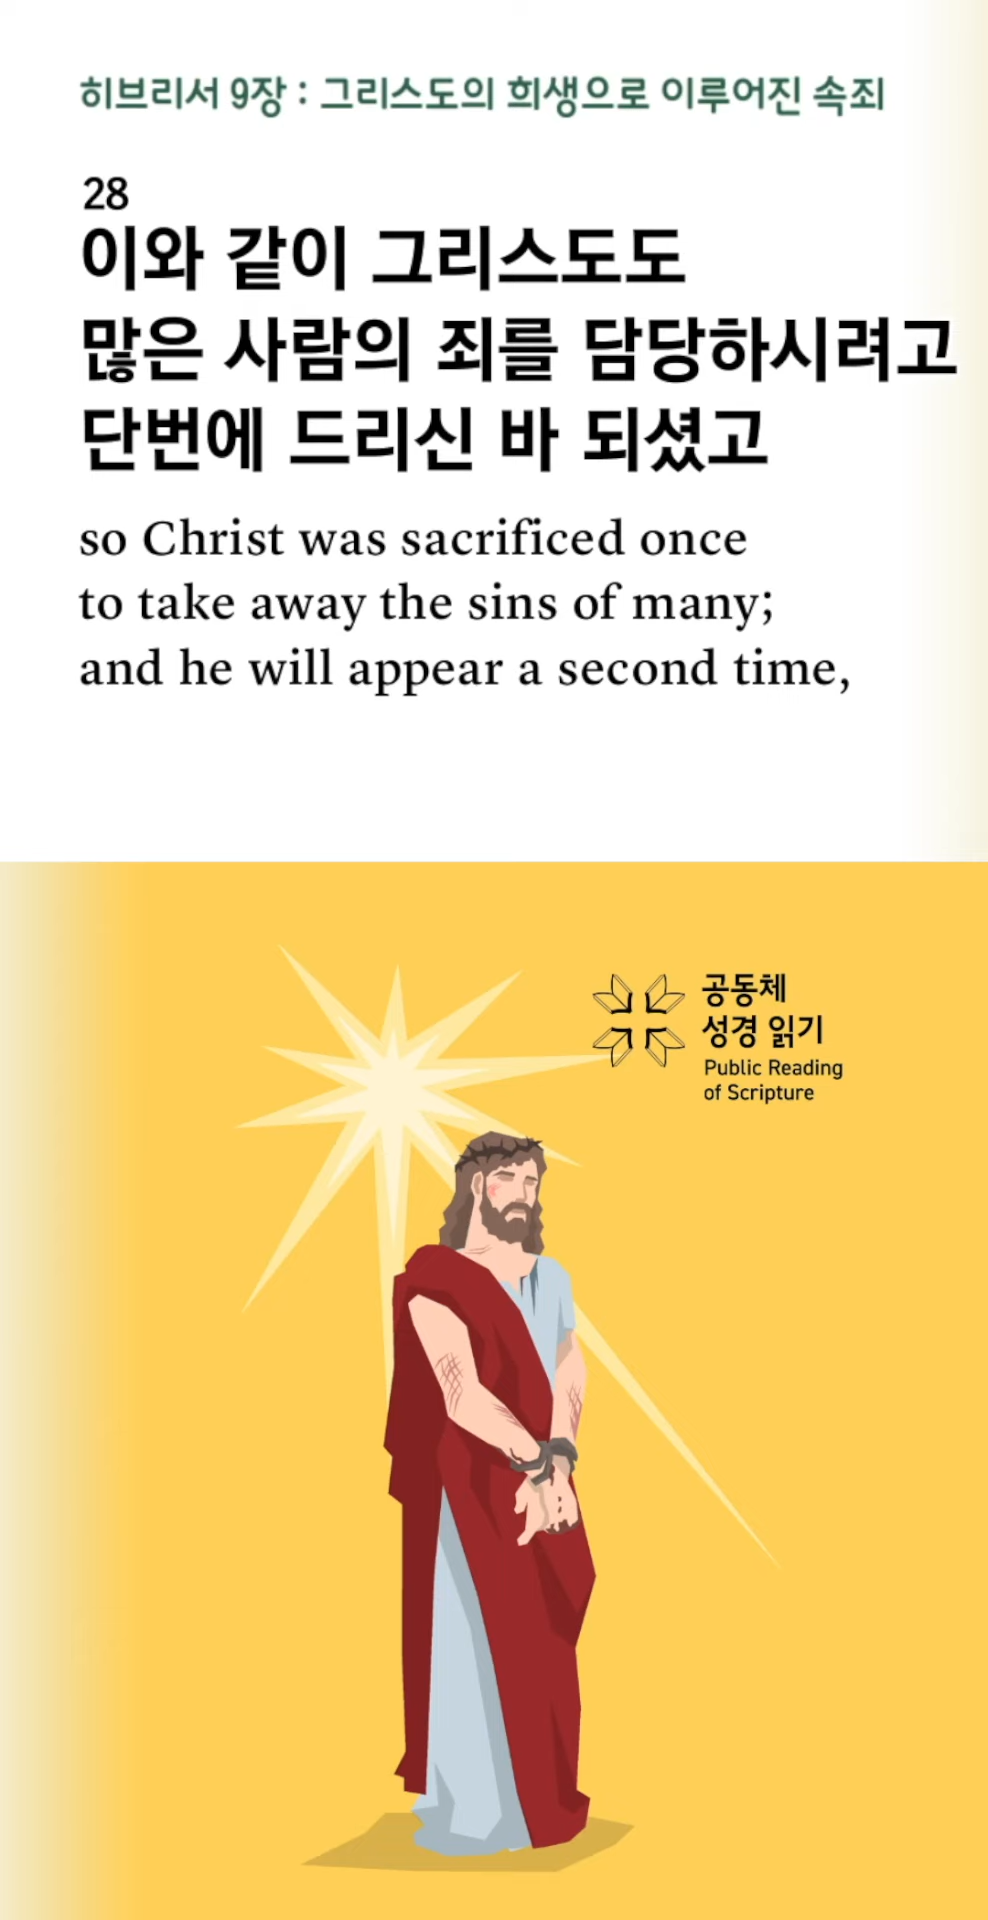 히브리서 9장 : 그리스도의 희생으로 이루어진 속죄
28
이와 같이 그리스도도
많은 사람의 죄를 담당하시려고
단번에 드리신 바 되셨고
so Christ was sacrificed once
to take away the sins of many;
and he will appear a second time,
공동체
성경 읽기
Public Reading
of Scripture